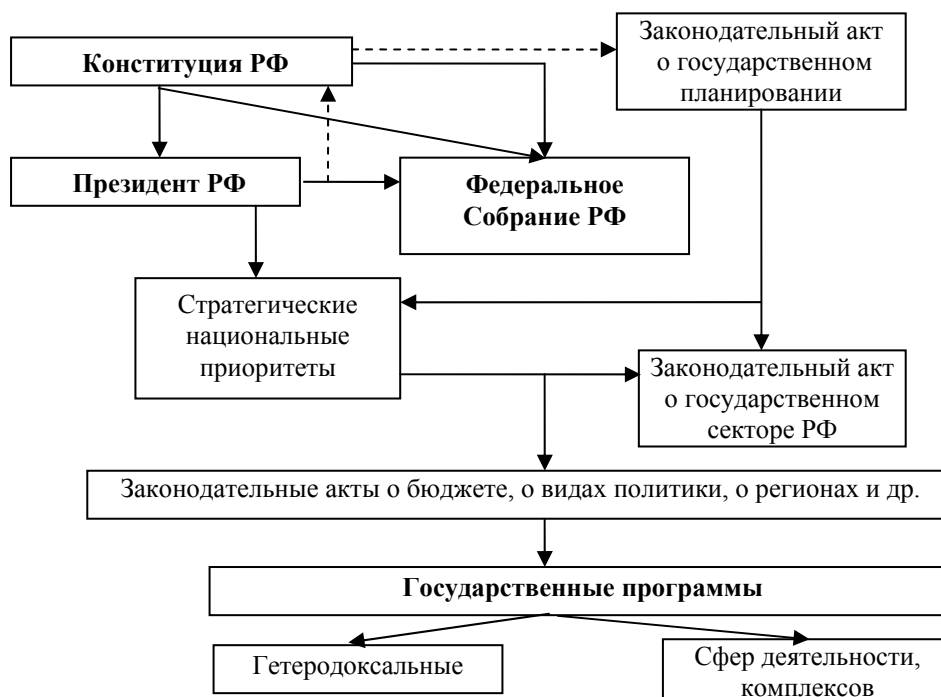 Законодательный акт
о государственном
планировании
Конституция РФ
Президент РФ
Федеральное
Собрание РФ
Стратегические
национальные
приоритеты
Законодательный акт
о государственном
секторе РФ
Законодательные акты о бюджете, о видах политики, о регионах и др.
Государственные программы
Гетеродоксальные
Сфер деятельности,
комплексов